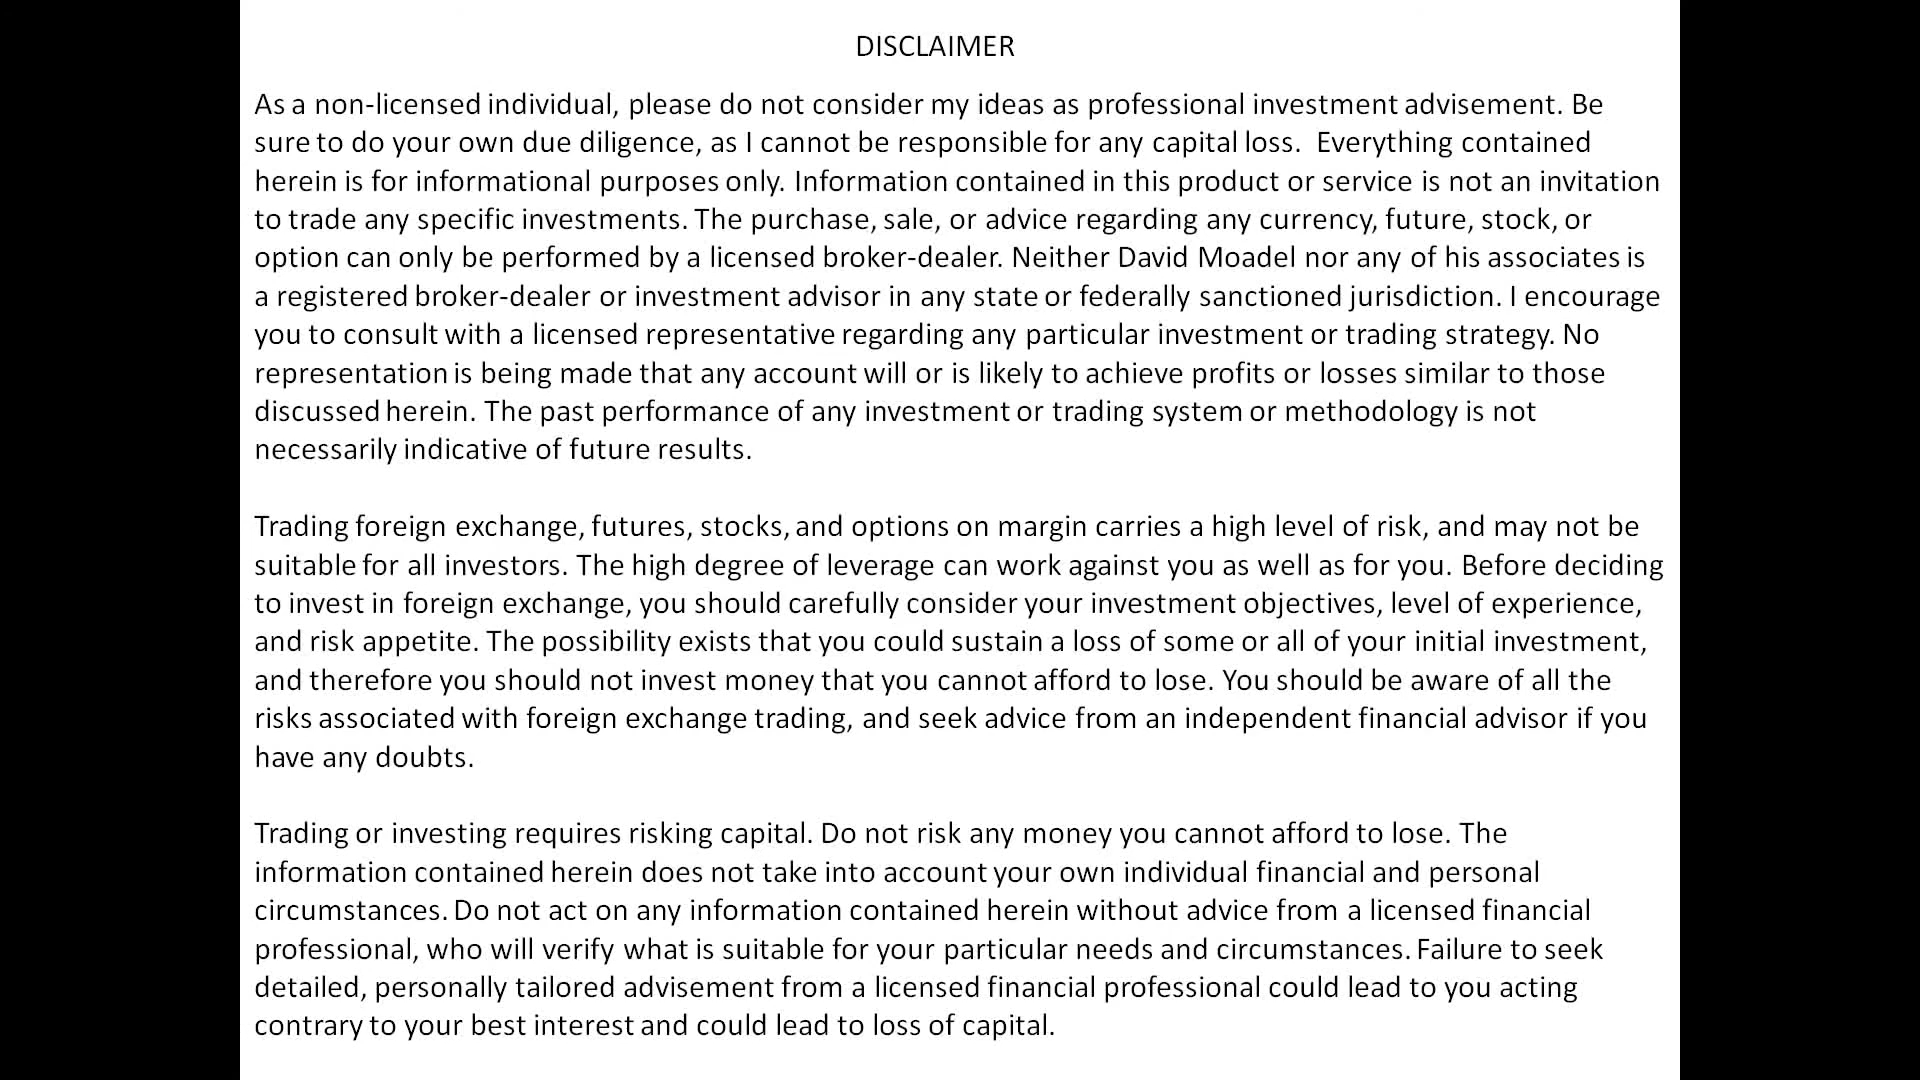 DISCLAIMER
As a non-licensed individual, please do not consider my ideas as professional investment advisement. Be
sure to do your own due diligence, as I cannot be responsible for any capital loss.  Everything contained
herein is for informational purposes only. Information contained in this product or service is not an invitation
to trade any specific investments. The purchase, sale, or advice regarding any currency, future, stock, or
option can only be performed by a licensed broker-dealer. Neither David Moadel nor any of his associates is
a registered broker-dealer or investment advisor in any state or federally sanctioned jurisdiction. I encourage
you to consult with a licensed representative regarding any particular investment or trading strategy. No
representation is being made that any account will or is likely to achieve profits or losses similar to those
discussed herein. The past performance of any investment or trading system or methodology is not
necessarily indicative of future results.
Trading foreign exchange, futures, stocks, and options on margin carries a high level of risk, and may not be
suitable for all investors. The high degree of leverage can work against you as well as for you. Before deciding
to invest in foreign exchange, you should carefully consider your investment objectives, level of experience,
and risk appetite. The possibility exists that you could sustain a loss of some or all of your initial investment,
and therefore you should not invest money that you cannot afford to lose. You should be aware of all the
risks associated with foreign exchange trading, and seek advice from an independent financial advisor if you
have any doubts.
Trading or investing requires risking capital. Do not risk any money you cannot afford to lose. The
information contained herein does not take into account your own individual financial and personal
circumstances. Do not act on any information contained herein without advice from a licensed financial
professional, who will verify what is suitable for your particular needs and circumstances. Failure to seek
detailed, personally tailored advisement from a licensed financial professional could lead to you acting
contrary to your best interest and could lead to loss of capital.